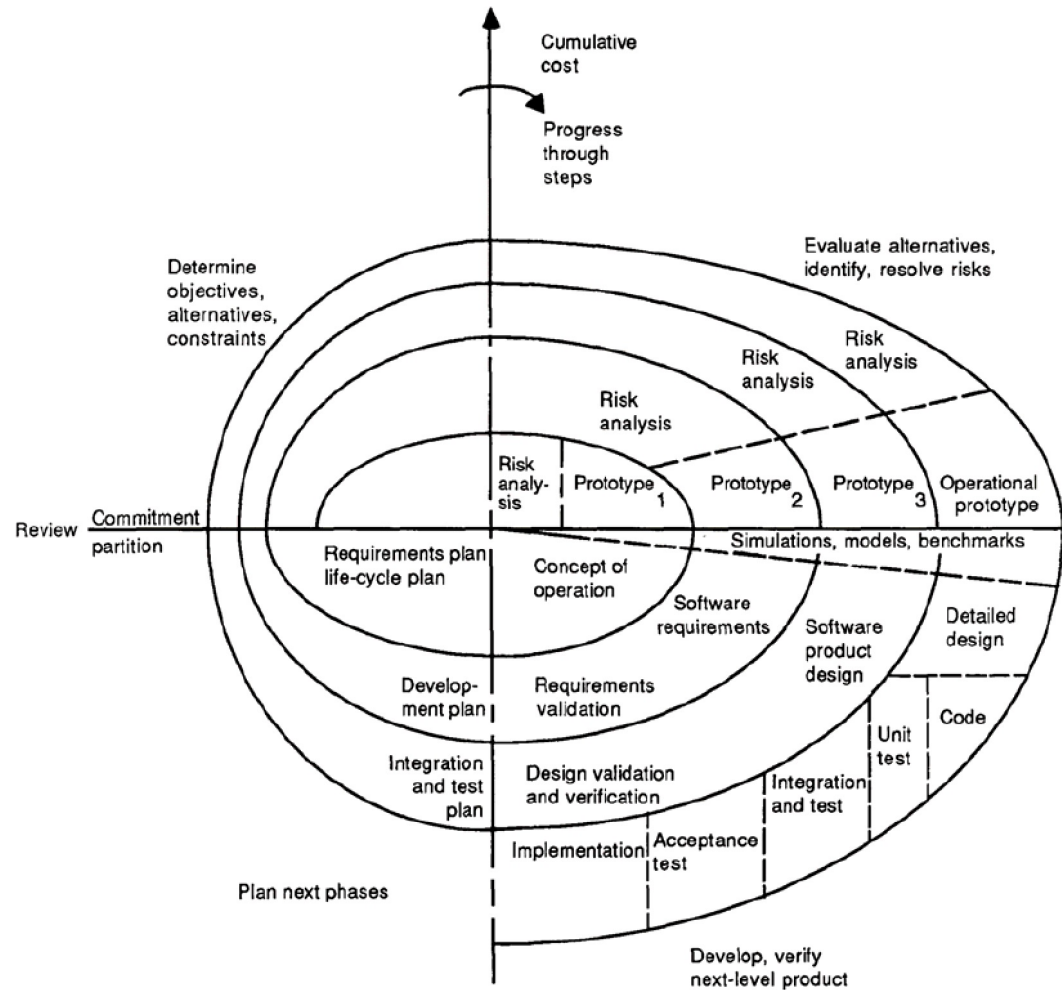 Cumulative
cost
Progress
through
steps
Evaluate alternatives,
identify, resolve risks
Determine
objectives,
alternatives,
constraints
Risk
analysis
Risk
analysis
Risk
analysis
Risk
analy-
sis
Prototype 1
Prototype 2
Prototype 3
Operational
prototype
Review
Commitment
partition
Simulations, models, benchmarks
Requirements plan
life-cycle plan
Concept of
operation
Software
requirements
Software
product
design
Detailed
design
Develop-
ment plan
Requirements
validation
Code
Unit
test
Integration
and test
plan
Design validation
and verification
Integration
and test
Acceptance
test
Implementation
Plan next phases
Develop, verify
next-level product